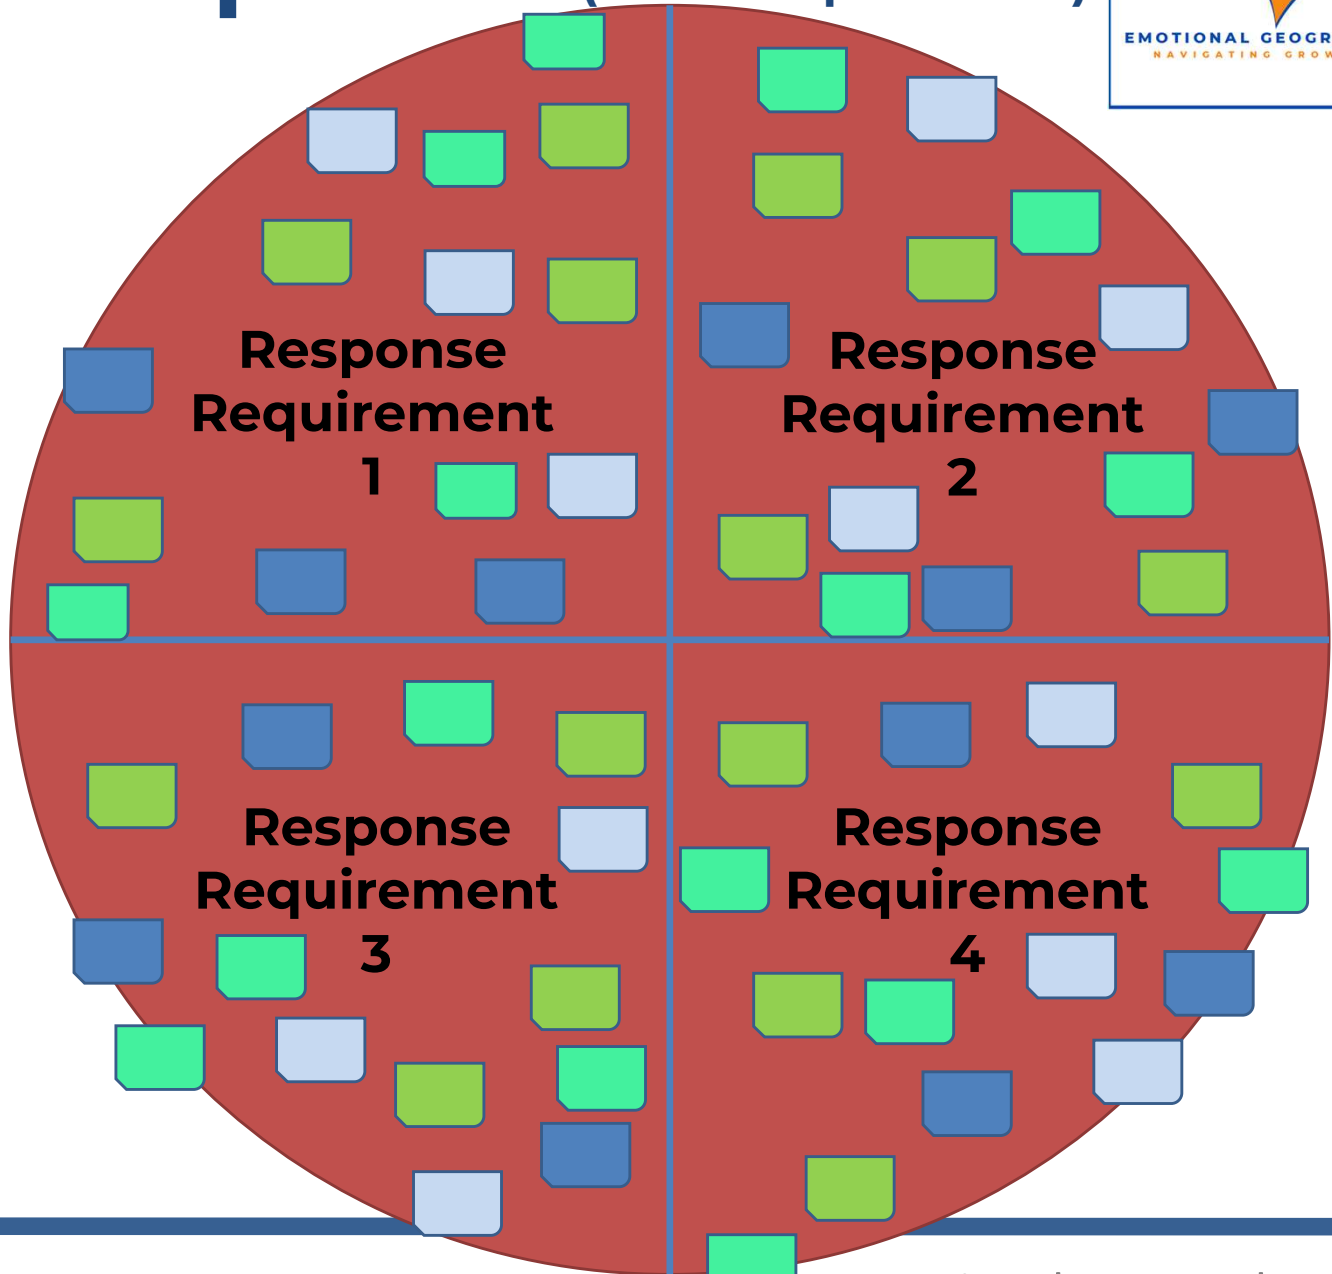 EMOTIONAL GEOGR
NAVIGATING GROW
Response
Requirement
1
Response
Requirement
2
Response
Requirement
3
Response
Requirement
4